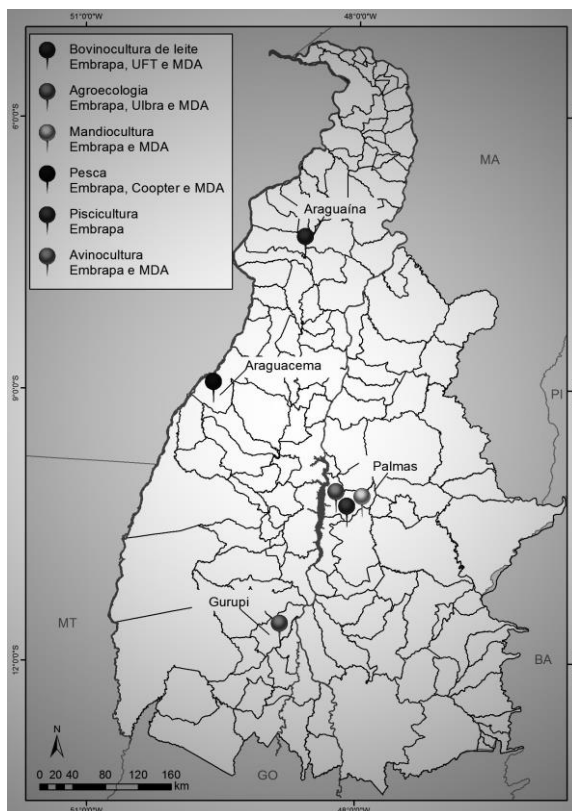 51°0'0"W
48°0'0"W
Bovinocultura de leite
Embrapa, UFT e MDA
Agroecologia
Embrapa, Ulbra e MDA
Mandiocultura
Embrapa e MDA
Pesca
Embrapa, Coopter e MDA
Piscicultura
Embrapa
Avinocultura
Embrapa e MDA
6°0'0"S
MA
Araguaína
Araguacema
9°0'0"S
PI
Palmas
Gurupi
MT
BA
12°0'0"S
N
GO
0 20 40 80 120 160
km
51°0'0"W
48°0'0"W